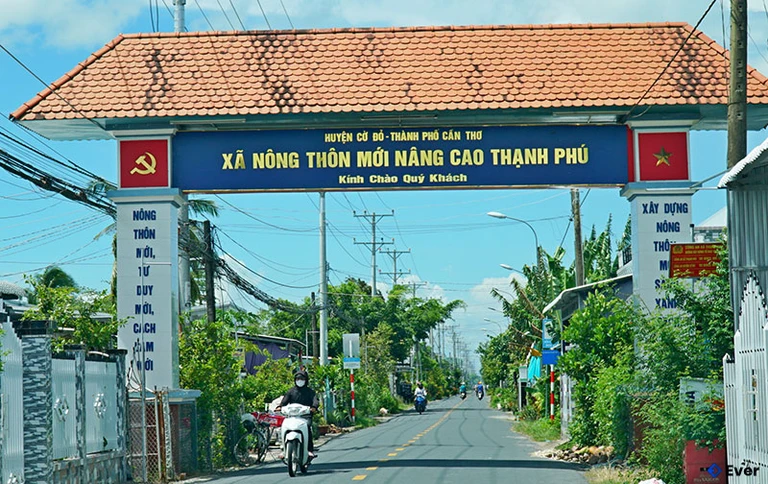 HUYỆN CỜ ĐỎ - THÀNH PHỐ CẦN THƠ
XÃ NÔNG THÔN MỚI NÂNG CAO THẠNH PHÚ
Kính Chào Quý Khách
NÔNG
THÔN
MỚI,
TƯ DUY
MỚI,
CÁCH
LÀM
MỚI
XÂY DỰNG
NÔNG
THÔN
MỚI
XANH
Ever